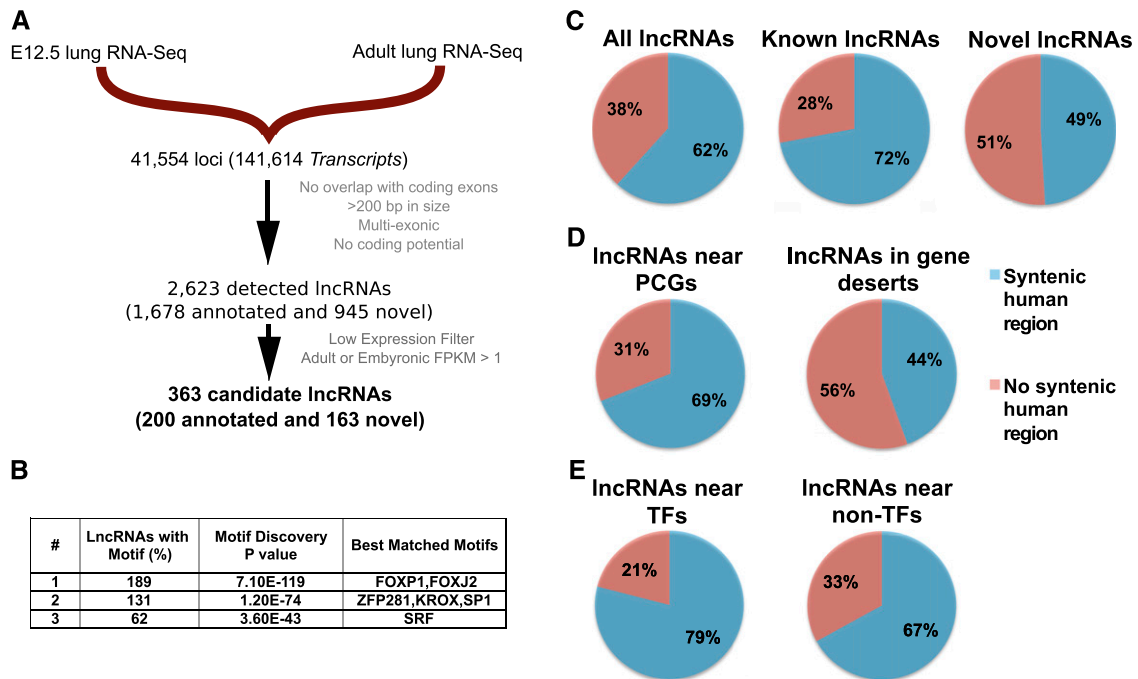 A
E12.5 lung RNA-Seq
Adult lung RNA-Seq
41,554 loci (141,614 Transcripts)
No overlap with coding exons
>200 bp in size
Multi-exonic
No coding potential
2,623 detected lncRNAs
(1,678 annotated and 945 novel)
Low Expression Filter
Adult or Embyronic FPKM > 1
363 candidate lncRNAs
(200 annotated and 163 novel)
B
# LncRNAs with Motif (%) Motif Discovery P value Best Matched Motifs
1 189 7.10E-119 FOXP1,FOXJ2
2 131 1.20E-74 ZFP281,KROX,SP1
3 62 3.60E-43 SRF
C
All lncRNAs
38%
62%
Known lncRNAs
28%
72%
Novel lncRNAs
51%
49%
D
lncRNAs near
PCGs
31%
69%
lncRNAs in gene
deserts
56%
44%
Syntenic
human
region
No syntenic
human
region
E
lncRNAs near
TFs
21%
79%
lncRNAs near
non-TFs
33%
67%